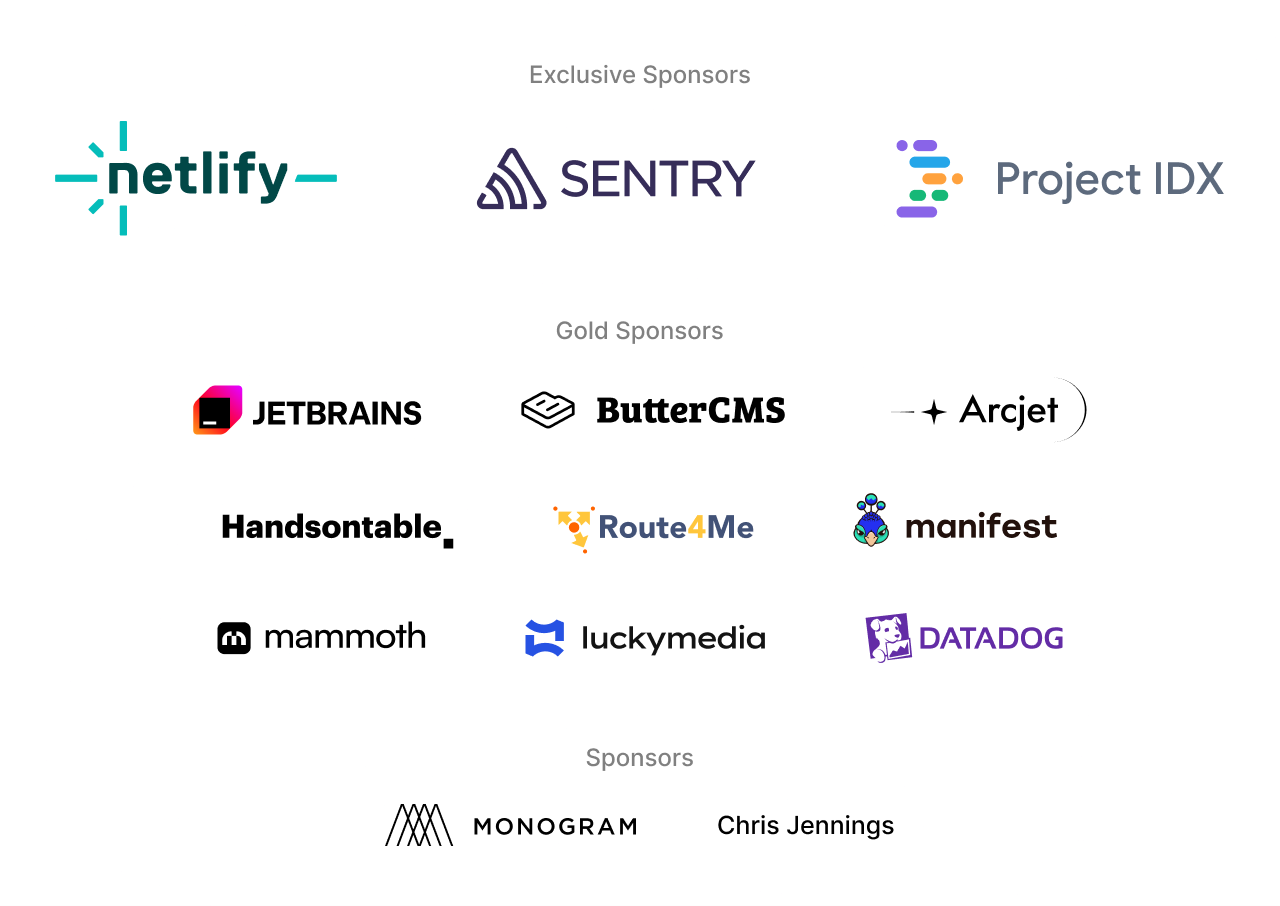 Exclusive Sponsors
netlify SENTRY Project IDX
Gold Sponsors
JETBRAINS ButterCMS Arcjet
Handsontable Route4Me manifest
mammoth luckymedia DATADOG
Sponsors
MONOGRAM Chris Jennings